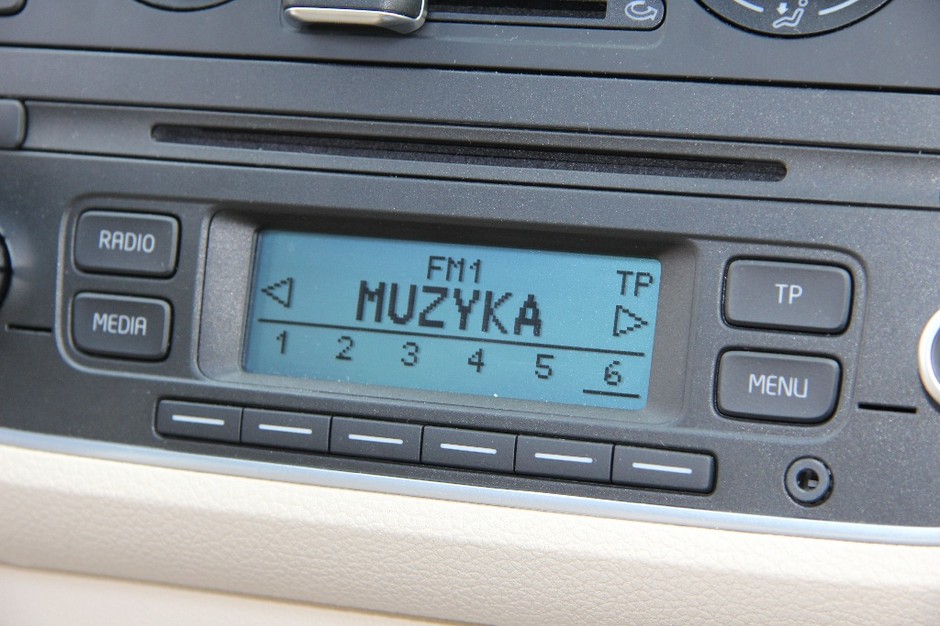 RADIO
MEDIA
FM1
TP
MUZYKA
1 2 3 4 5 6
TP
MENU